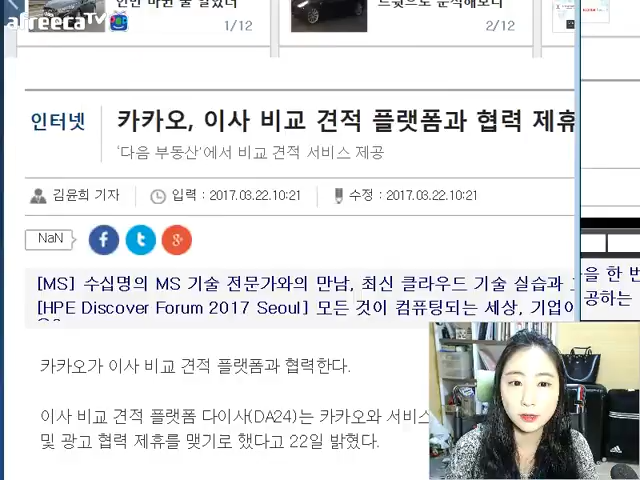 afreecaTV
1/12
2/12
인터넷
카카오, 이사 비교 견적 플랫폼과 협력 제휴
'다음 부동산'에서 비교 견적 서비스 제공
김윤희 기자
입력 : 2017.03.22.10:21
수정 : 2017.03.22.10:21
NaN
[MS] 수십명의 MS 기술 전문가와의 만남, 최신 클라우드 기술 실습과
[HPE Discover Forum 2017 Seoul] 모든 것이 컴퓨팅되는 세상, 기업이
을 한 번
공하는
카카오가 이사 비교 견적 플랫폼과 협력한다.
이사 비교 견적 플랫폼 다이사(DA24)는 카카오와 서비스
및 광고 협력 제휴를 맺기로 했다고 22일 밝혔다.